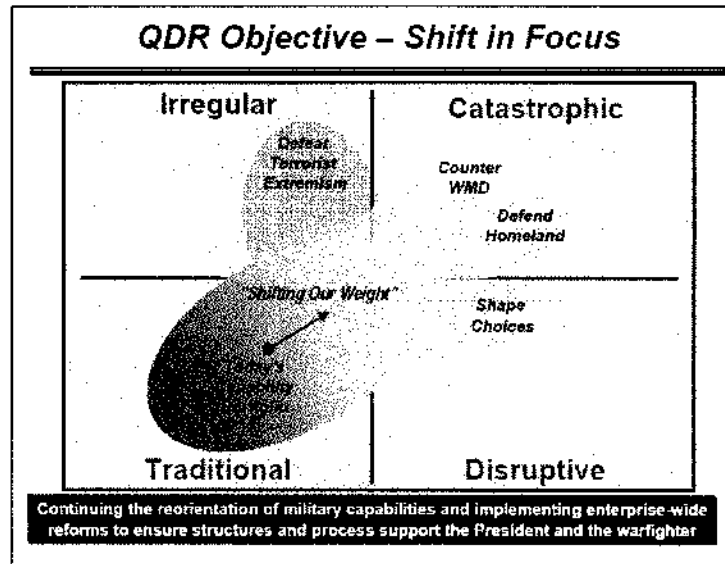 QDR Objective – Shift in Focus
Irregular
Catastrophic
Defeat
Terrorist
Extremism
Counter
WMD
Defend
Homeland
"Shifting Our Weight"
Shape
Choices
Traditional
Disruptive
Continuing the reorientation of military capabilities and implementing enterprise-wide
reforms to ensure structures and process support the President and the warfighter